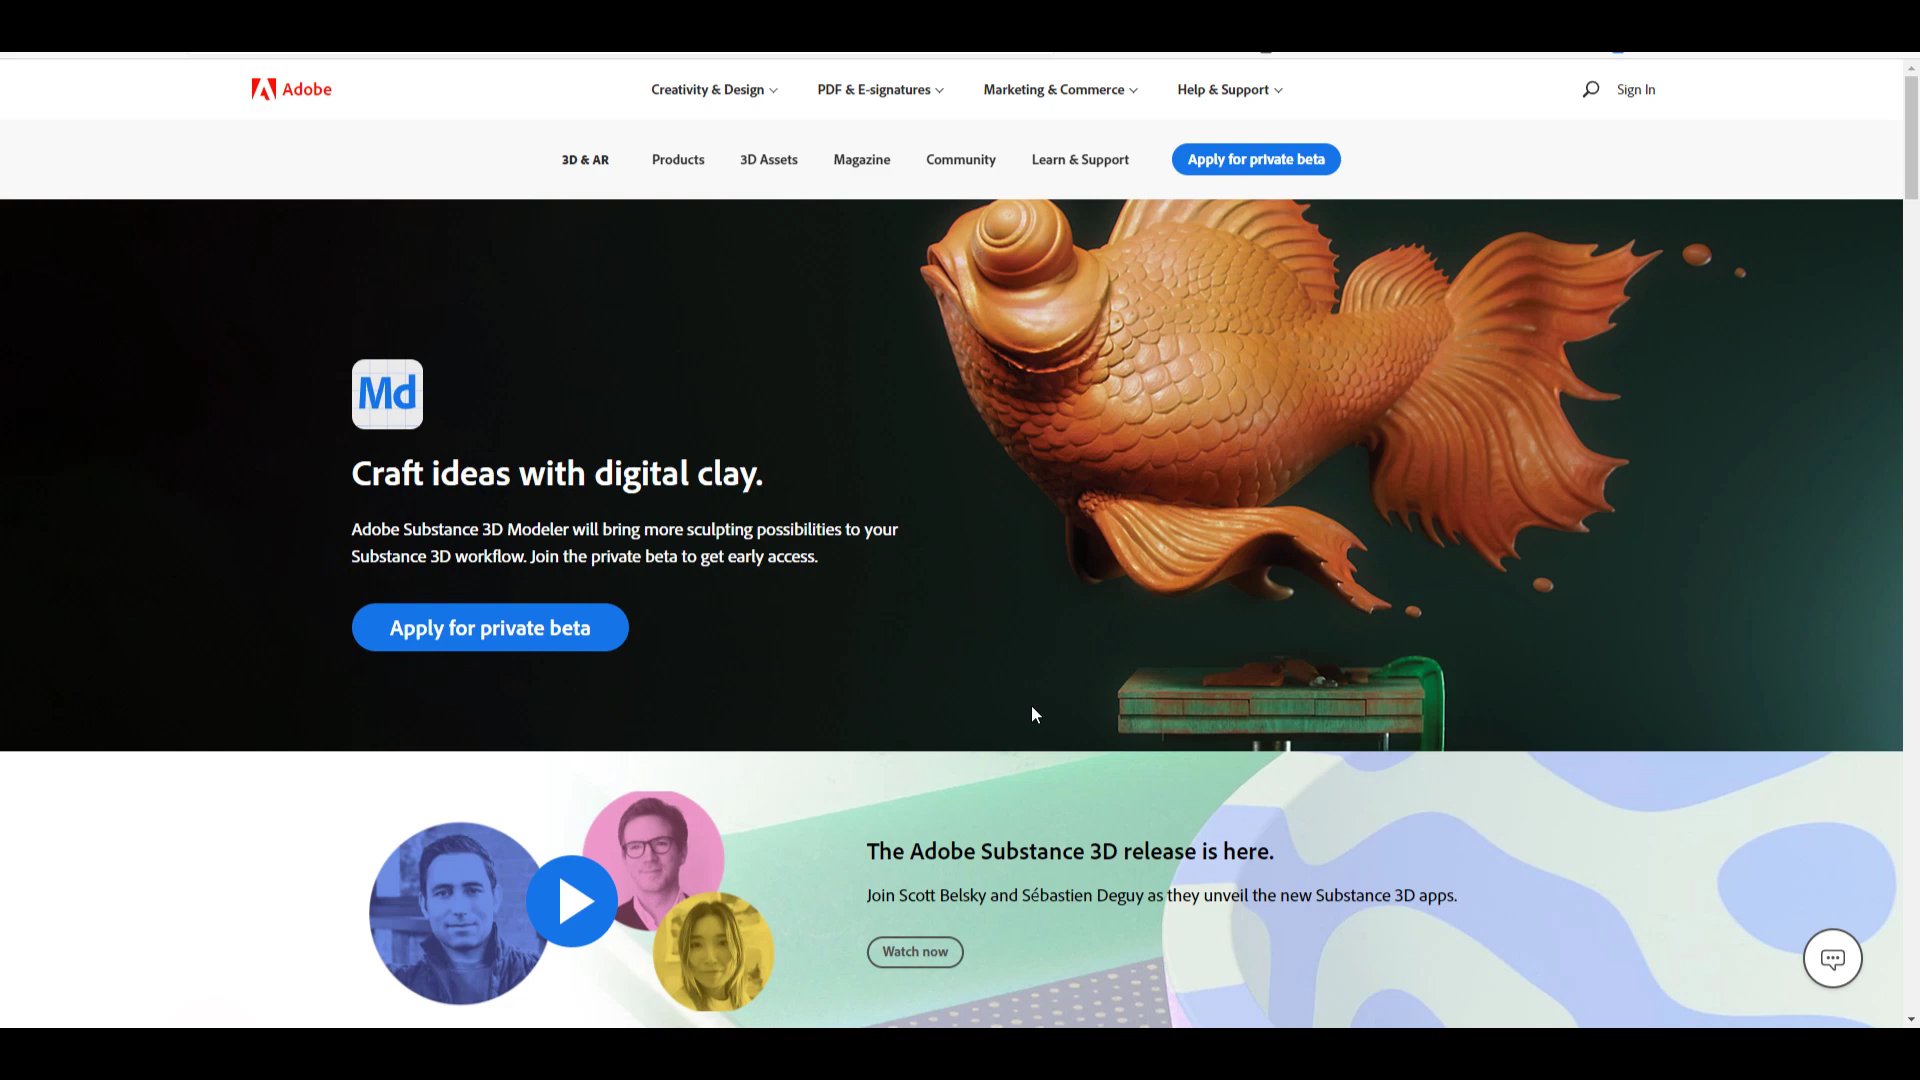 Adobe
Creativity & Design
PDF & E-signatures
Marketing & Commerce
Help & Support
Sign In
3D & AR
Products
3D Assets
Magazine
Community
Learn & Support
Apply for private beta
Md
Craft ideas with digital clay.
Adobe Substance 3D Modeler will bring more sculpting possibilities to your
Substance 3D workflow. Join the private beta to get early access.
Apply for private beta
The Adobe Substance 3D release is here.
Join Scott Belsky and Sébastien Deguy as they unveil the new Substance 3D apps.
Watch now